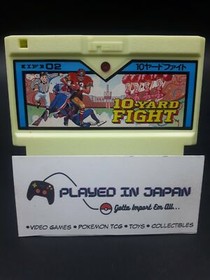 10ヤードファイト
10-YARD
FIGHT
PLAYED IN JAPAN
Gotta Import Em All...
• VIDEO GAMES • POKEMON TCG • TOYS • COLLECTIBLES